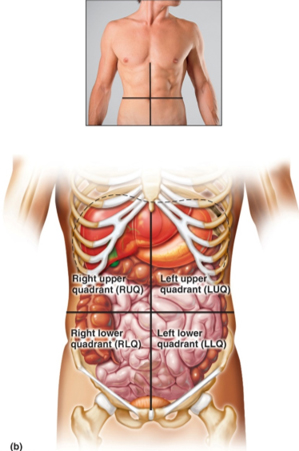 Right upper
quadrant (RUQ)
Left upper
quadrant (LUQ)
Right lower
quadrant (RLQ)
Left lower
quadrant (LLQ)
(b)